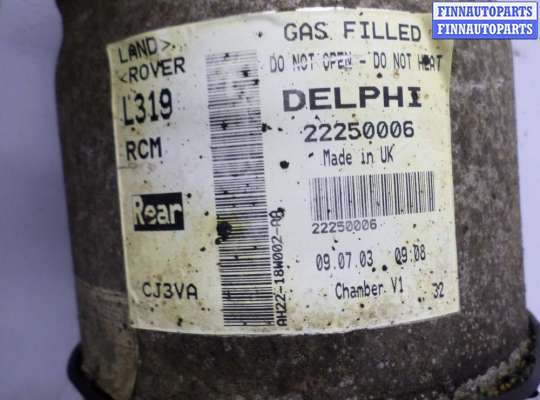 FINNAUTOPARTS
FINNAUTOPARTS
LAND>
<ROVER
L319
RCM
Rear
CJ3VA
AH22-18W002-AB
GAS FILLED
DO NOT OPEN - DO NOT HEAT
DELPHI
22250006
Made in UK
22250006
09.07.03 09:08
Chamber V1 32